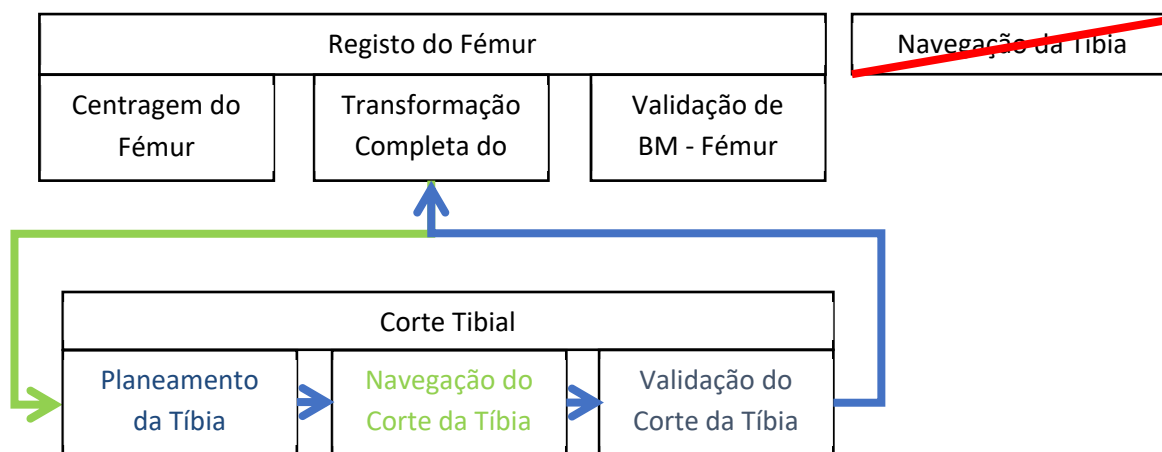 Registo do Fémur
Navegação da Tíbia
Centragem do
Fémur
Transformação
Completa do
Validação de
BM - Fémur
Corte Tibial
Planeamento
da Tíbia
Navegação do
Corte da Tíbia
Validação do
Corte da Tíbia